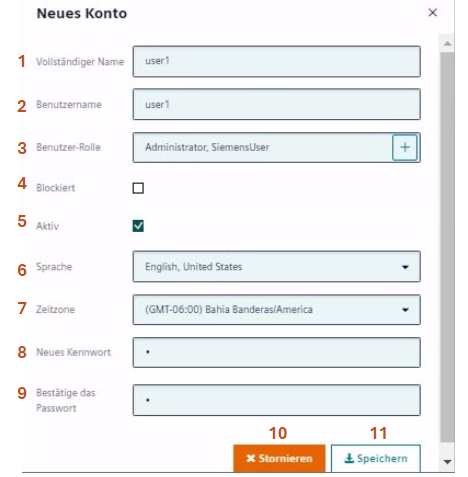 Neues Konto ×
1 Vollständiger Name user1
2 Benutzername user1
3 Benutzer-Rolle Administrator, SiemensUser +
4 Blockiert
5 Aktiv
6 Sprache English, United States
7 Zeitzone (GMT-06:00) Bahia Banderas/America
8 Neues Kennwort •
9 Bestätige das
Passwort •
10 11
Stornieren Speichern